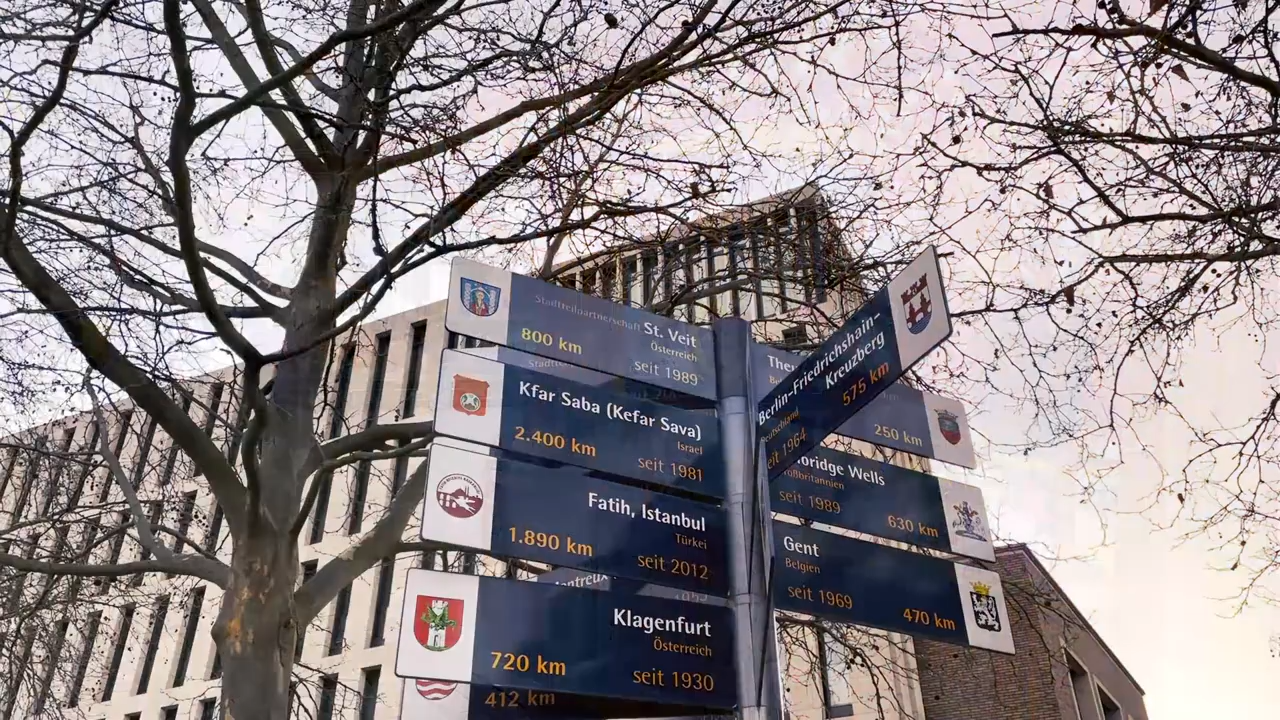 Stadtteilpartnerschaft St. Veit
Österreich
800 km
seit 1989
Kfar Saba (Kefar Sava)
Israel
2.400 km
seit 1981
Fatih, Istanbul
Türkei
1.890 km
seit 2012
Klagenfurt
Österreich
720 km
seit 1930
412 km
Berlin-Friedrichshain-
Kreuzberg
575 km
seit 1964
250 km
Wells
seit 1989
630 km
Gent
Belgien
seit 1969
470 km